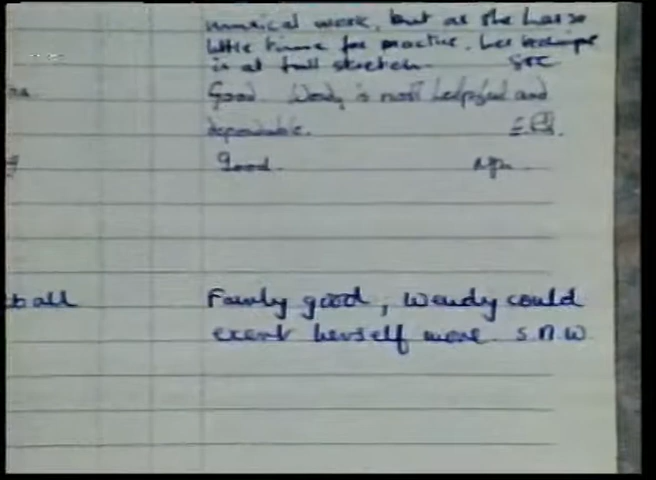 musical work, but as she has so
little time for practice, her technique
is at full stretch. 
Good. Wendy is most helpful and
dependable.
Good.
ball Fairly good, Wendy could
exert herself more. S.M.W